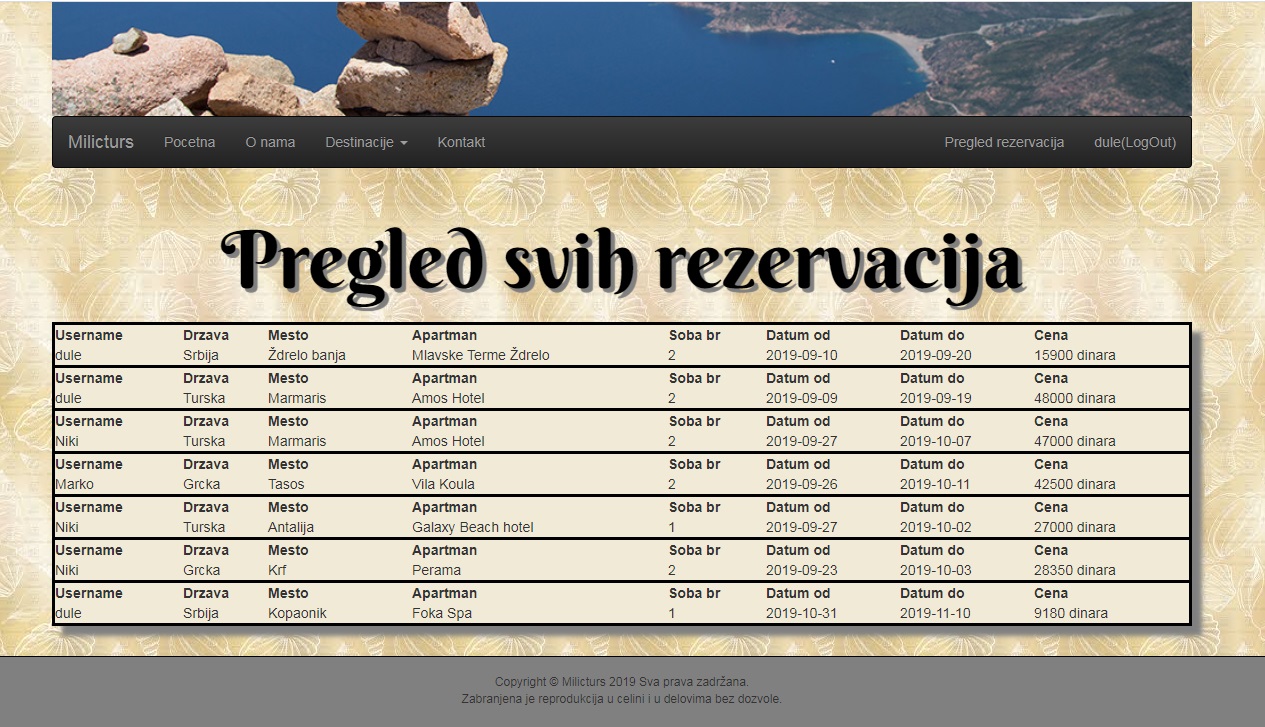 Milicturs Pocetna O nama Destinacije Kontakt Pregled rezervacija dule(LogOut)
Pregled svih rezervacija
Username Drzava Mesto Apartman Soba br Datum od Datum do Cena
dule Srbija Ždrelo banja Mlavske Terme Ždrelo 2 2019-09-10 2019-09-20 15900 dinara
Username Drzava Mesto Apartman Soba br Datum od Datum do Cena
dule Turska Marmaris Amos Hotel 2 2019-09-09 2019-09-19 48000 dinara
Username Drzava Mesto Apartman Soba br Datum od Datum do Cena
Niki Turska Marmaris Amos Hotel 2 2019-09-27 2019-10-07 47000 dinara
Username Drzava Mesto Apartman Soba br Datum od Datum do Cena
Marko Grcka Tasos Vila Koula 2 2019-09-26 2019-10-11 42500 dinara
Username Drzava Mesto Apartman Soba br Datum od Datum do Cena
Niki Turska Antalija Galaxy Beach hotel 1 2019-09-27 2019-10-02 27000 dinara
Username Drzava Mesto Apartman Soba br Datum od Datum do Cena
Niki Grcka Krf Perama 2 2019-09-23 2019-10-03 28350 dinara
Username Drzava Mesto Apartman Soba br Datum od Datum do Cena
dule Srbija Kopaonik Foka Spa 1 2019-10-31 2019-11-10 9180 dinara
Copyright © Milicturs 2019 Sva prava zadržana.
Zabranjena je reprodukcija u celini i u delovima bez dozvole.